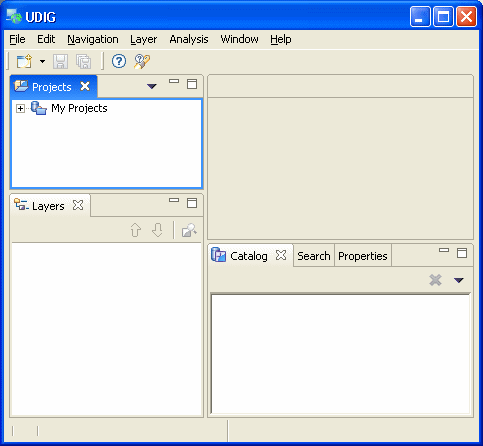 UDIG
File Edit Navigation Layer Analysis Window Help
Projects
My Projects
Layers
Catalog Search Properties